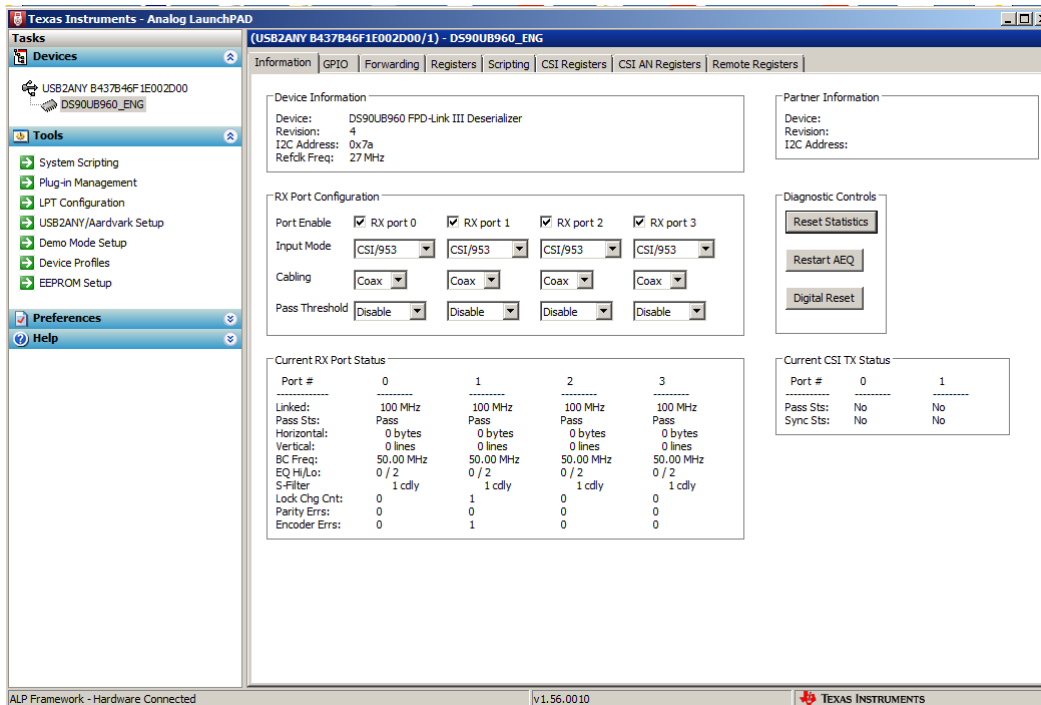 Texas Instruments - Analog LaunchPAD
Tasks
Devices
USB2ANY B437B46F1E002D00
DS90UB960_ENG
Tools
System Scripting
Plug-in Management
LPT Configuration
USB2ANY/Aardvark Setup
Demo Mode Setup
Device Profiles
EEPROM Setup
Preferences
Help
(USB2ANY B437B46F1E002D00/1) - DS90UB960_ENG
Information GPIO Forwarding Registers Scripting CSI Registers CSI AN Registers Remote Registers
Device Information
Device: DS90UB960 FPD-Link III Deserializer
Revision: 4
I2C Address: 0x7a
Refclk Freq: 27 MHz
Partner Information
Device:
Revision:
I2C Address:
RX Port Configuration
Port Enable RX port 0 RX port 1 RX port 2 RX port 3
Input Mode CSI/953 CSI/953 CSI/953 CSI/953
Cabling Coax Coax Coax Coax
Pass Threshold Disable Disable Disable Disable
Diagnostic Controls
Reset Statistics
Restart AEQ
Digital Reset
Current RX Port Status
Port # 0 1 2 3
------------- --------- --------- --------- ---------
Linked: 100 MHz 100 MHz 100 MHz 100 MHz
Pass Sts: Pass Pass Pass Pass
Horizontal: 0 bytes 0 bytes 0 bytes 0 bytes
Vertical: 0 lines 0 lines 0 lines 0 lines
BC Freq: 50.00 MHz 50.00 MHz 50.00 MHz 50.00 MHz
EQ Hi/Lo: 0 / 2 0 / 2 0 / 2 0 / 2
S-Filter 1 cdly 1 cdly 1 cdly 1 cdly
Lock Chg Cnt: 0 1 0 0
Parity Errs: 0 0 0 0
Encoder Errs: 0 1 0 0
Current CSI TX Status
Port # 0 1
----------- --------- ---------
Pass Sts: No No
Sync Sts: No No
ALP Framework - Hardware Connected
v1.56.0010
TEXAS INSTRUMENTS